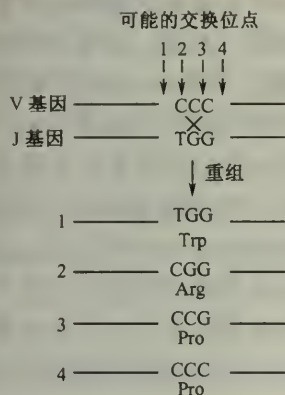 可能的交换位点
1 2 3 4
V 基因 CCC
J 基因 TGG
重组
1 TGG
Trp
2 CGG
Arg
3 CCG
Pro
4 CCC
Pro